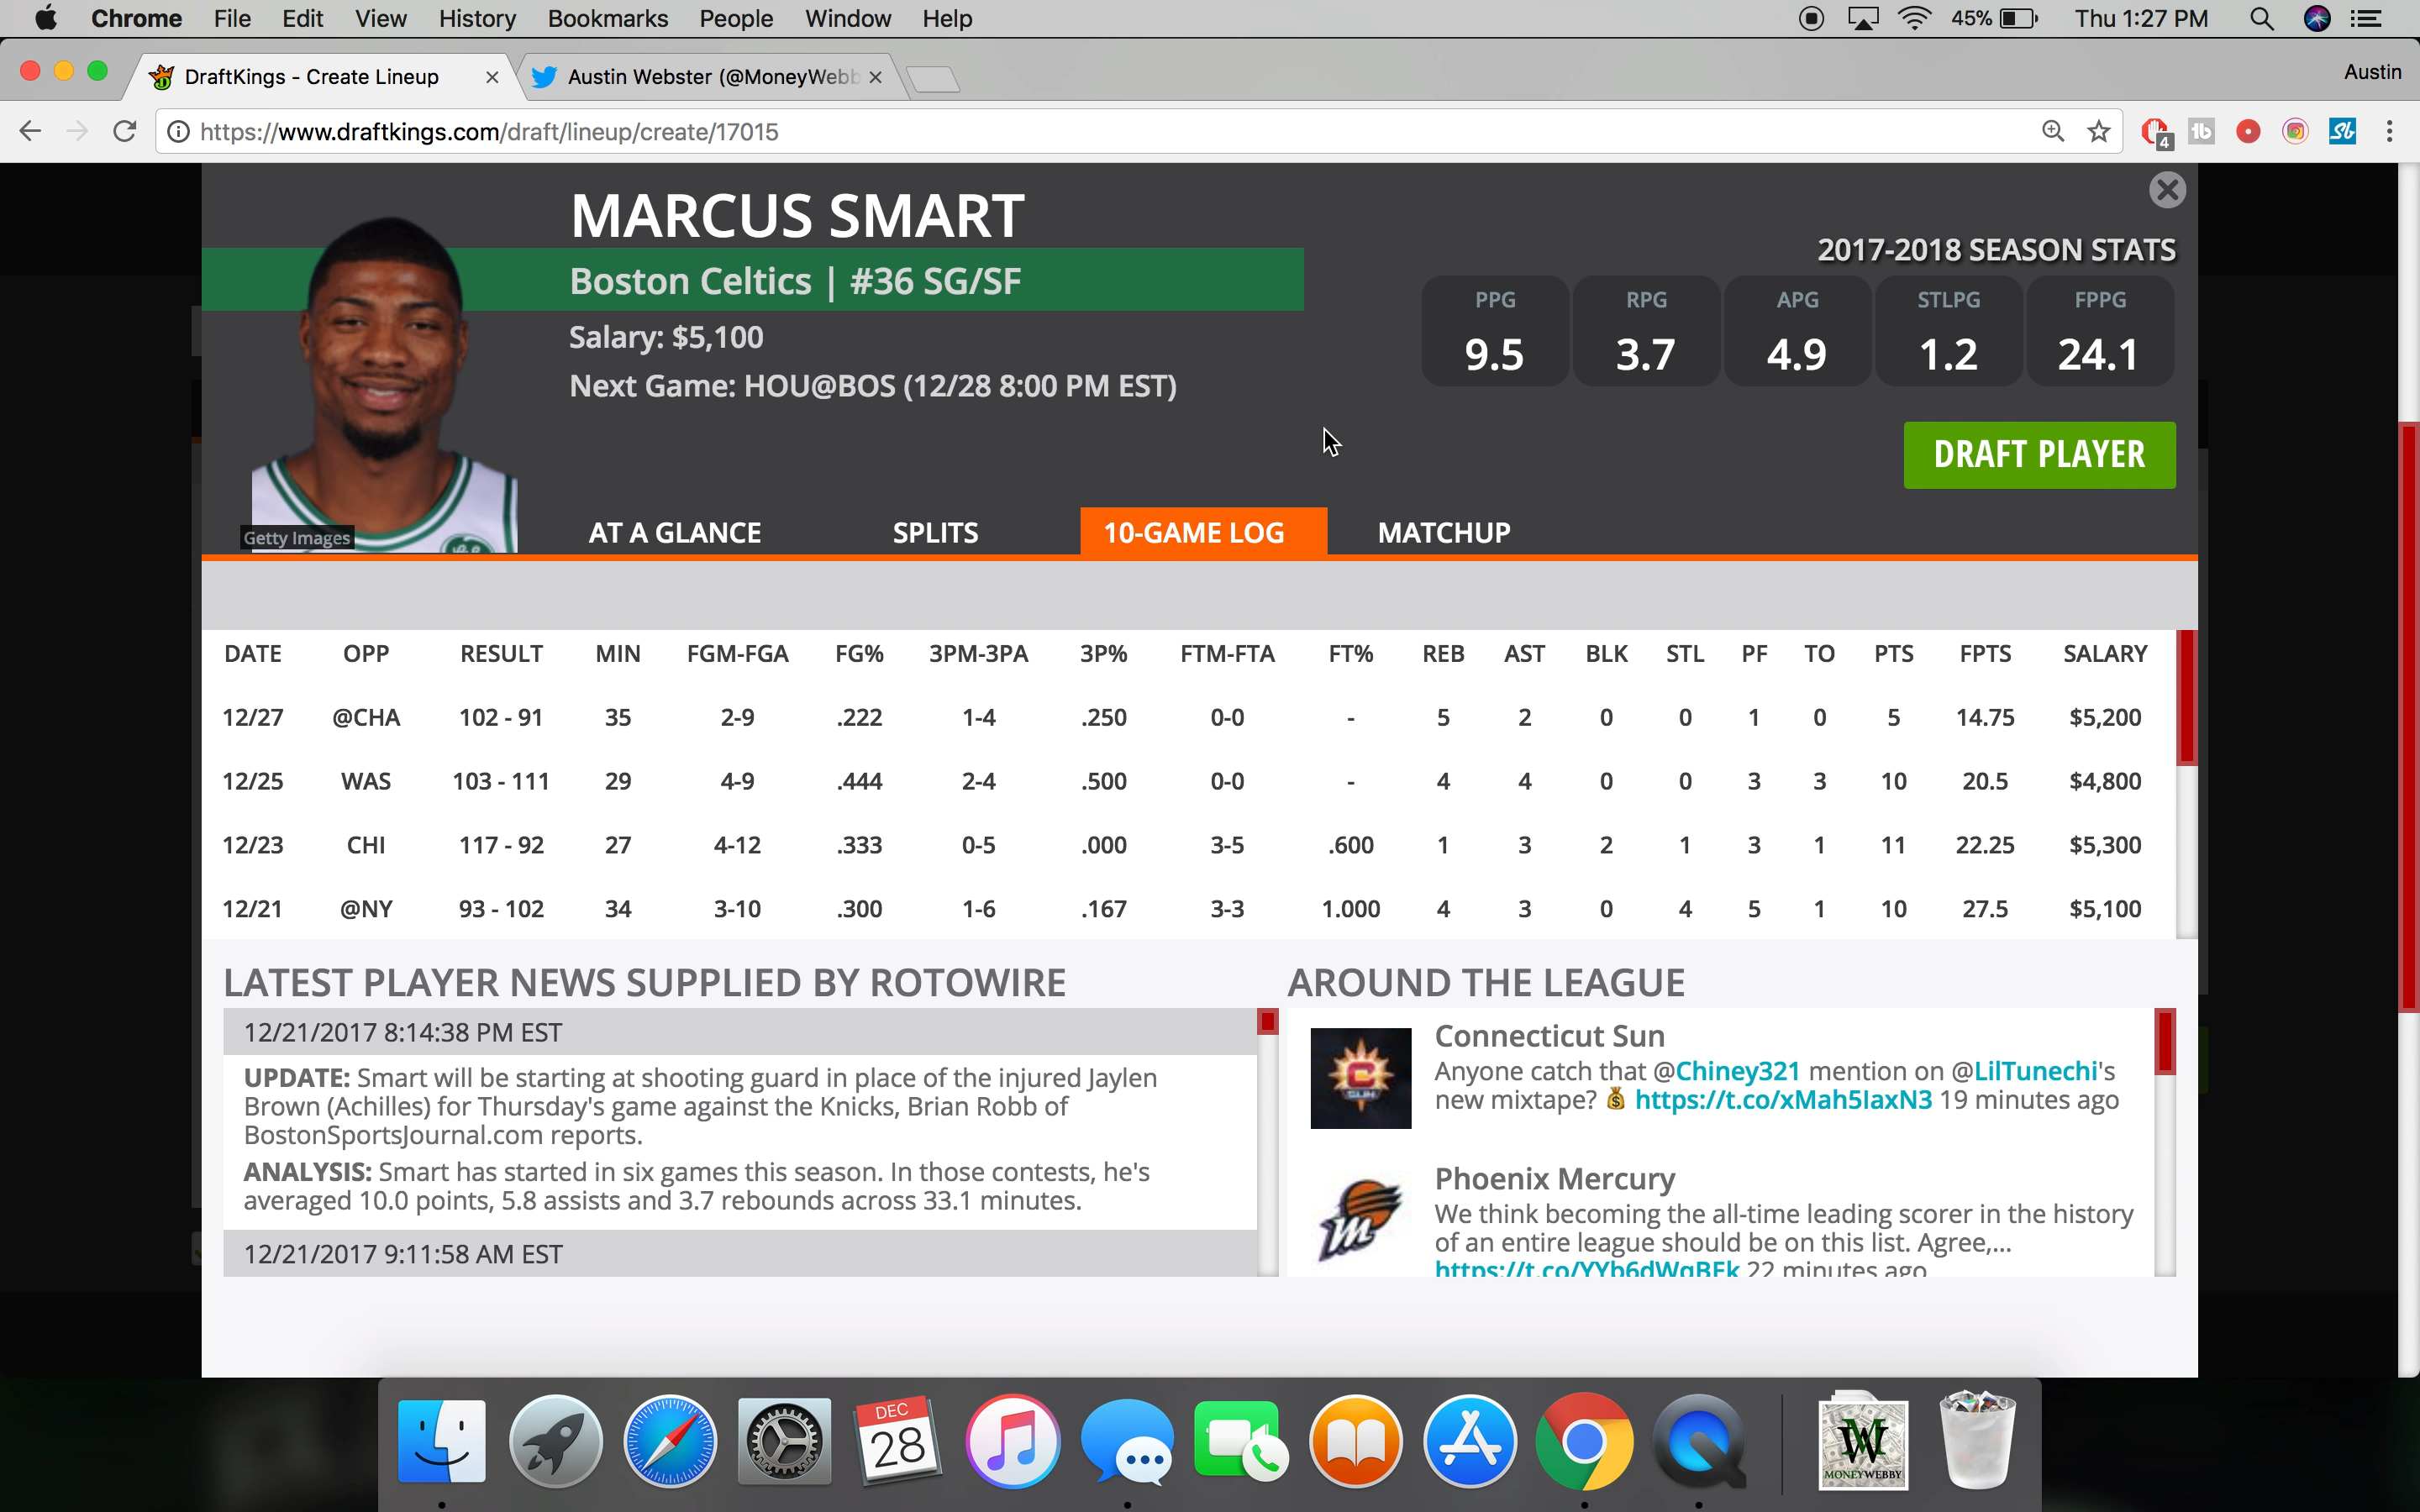 Chrome File Edit View History Bookmarks People Window Help 45% Thu 1:27 PM
DraftKings - Create Lineup Austin Webster (@MoneyWebb Austin
https://www.draftkings.com/draft/lineup/create/17015 4 tb Sb
MARCUS SMART
Boston Celtics | #36 SG/SF
Salary: $5,100
Next Game: HOU@BOS (12/28 8:00 PM EST)
Getty Images
2017-2018 SEASON STATS
PPG RPG APG STLPG FPPG
9.5 3.7 4.9 1.2 24.1
DRAFT PLAYER
AT A GLANCE SPLITS 10-GAME LOG MATCHUP
DATE OPP RESULT MIN FGM-FGA FG% 3PM-3PA 3P% FTM-FTA FT% REB AST BLK STL PF TO PTS FPTS SALARY
12/27 @CHA 102 - 91 35 2-9 .222 1-4 .250 0-0 - 5 2 0 0 1 0 5 14.75 $5,200
12/25 WAS 103 - 111 29 4-9 .444 2-4 .500 0-0 - 4 4 0 0 3 3 10 20.5 $4,800
12/23 CHI 117 - 92 27 4-12 .333 0-5 .000 3-5 .600 1 3 2 1 3 1 11 22.25 $5,300
12/21 @NY 93 - 102 34 3-10 .300 1-6 .167 3-3 1.000 4 3 0 4 5 1 10 27.5 $5,100
LATEST PLAYER NEWS SUPPLIED BY ROTOWIRE
12/21/2017 8:14:38 PM EST
UPDATE: Smart will be starting at shooting guard in place of the injured Jaylen
Brown (Achilles) for Thursday's game against the Knicks, Brian Robb of
BostonSportsJournal.com reports.
ANALYSIS: Smart has started in six games this season. In those contests, he's
averaged 10.0 points, 5.8 assists and 3.7 rebounds across 33.1 minutes.
12/21/2017 9:11:58 AM EST
AROUND THE LEAGUE
C
SUN
Connecticut Sun
Anyone catch that @Chiney321 mention on @LilTunechi's
new mixtape? 💰 https://t.co/xMah5IaxN3 19 minutes ago
M
Phoenix Mercury
We think becoming the all-time leading scorer in the history
of an entire league should be on this list. Agree,...
https://t.co/YYb6dWqBEk 22 minutes ago
DEC
28
W
MONEYWEBBY